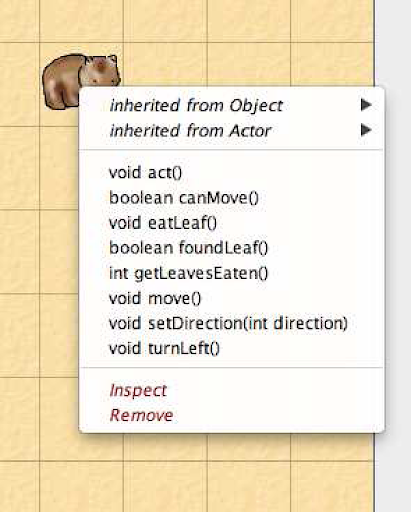 inherited from Object
inherited from Actor
void act()
boolean canMove()
void eatLeaf()
boolean foundLeaf()
int getLeavesEaten()
void move()
void setDirection(int direction)
void turnLeft()
Inspect
Remove